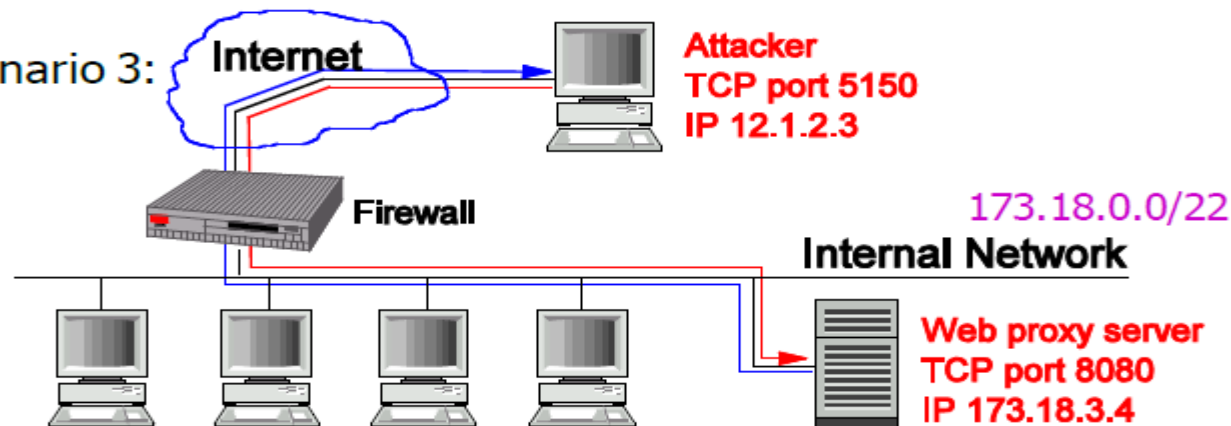 nario 3:
Internet
Attacker
TCP port 5150
IP 12.1.2.3
Firewall
173.18.0.0/22
Internal Network
Web proxy server
TCP port 8080
IP 173.18.3.4